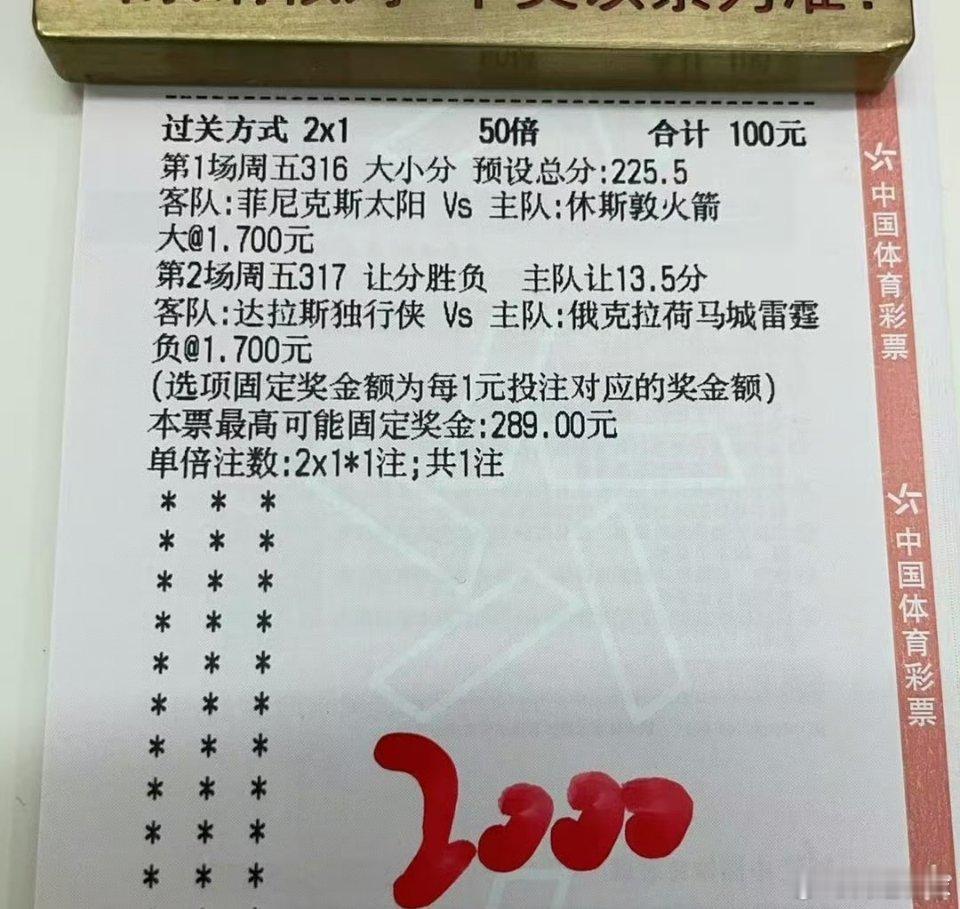 过关方式 2x1 50倍 合计 100元
第1场周五316 大小分 预设总分:225.5
客队:菲尼克斯太阳 Vs 主队:休斯敦火箭
大@1.700元
第2场周五317 让分胜负 主队让13.5分
客队:达拉斯独行侠 Vs 主队:俄克拉荷马城雷霆
负@1.700元
(选项固定奖金额为每1元投注对应的奖金额)
本票最高可能固定奖金:289.00元
单倍注数:2x1*1注;共1注
* * *
* * *
* * *
* * *
* * *
* * *
* * *
* * *
* * *
* * *
2000
中国体育彩票
中国体育彩票